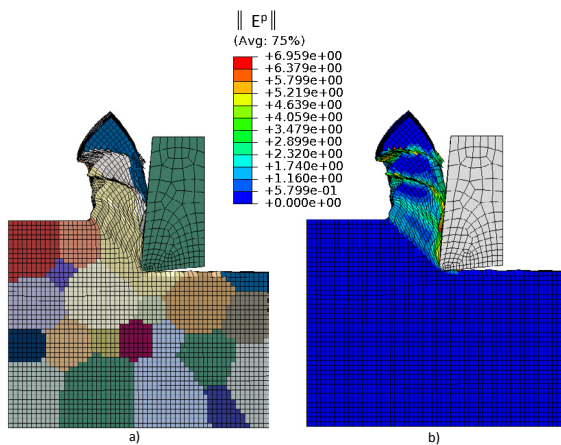 ‖ Eᵖ ‖
(Avg: 75%)
+6.959e+00
+6.379e+00
+5.799e+00
+5.219e+00
+4.639e+00
+4.059e+00
+3.479e+00
+2.899e+00
+2.320e+00
+1.740e+00
+1.160e+00
+5.799e-01
+0.000e+00
a)
b)